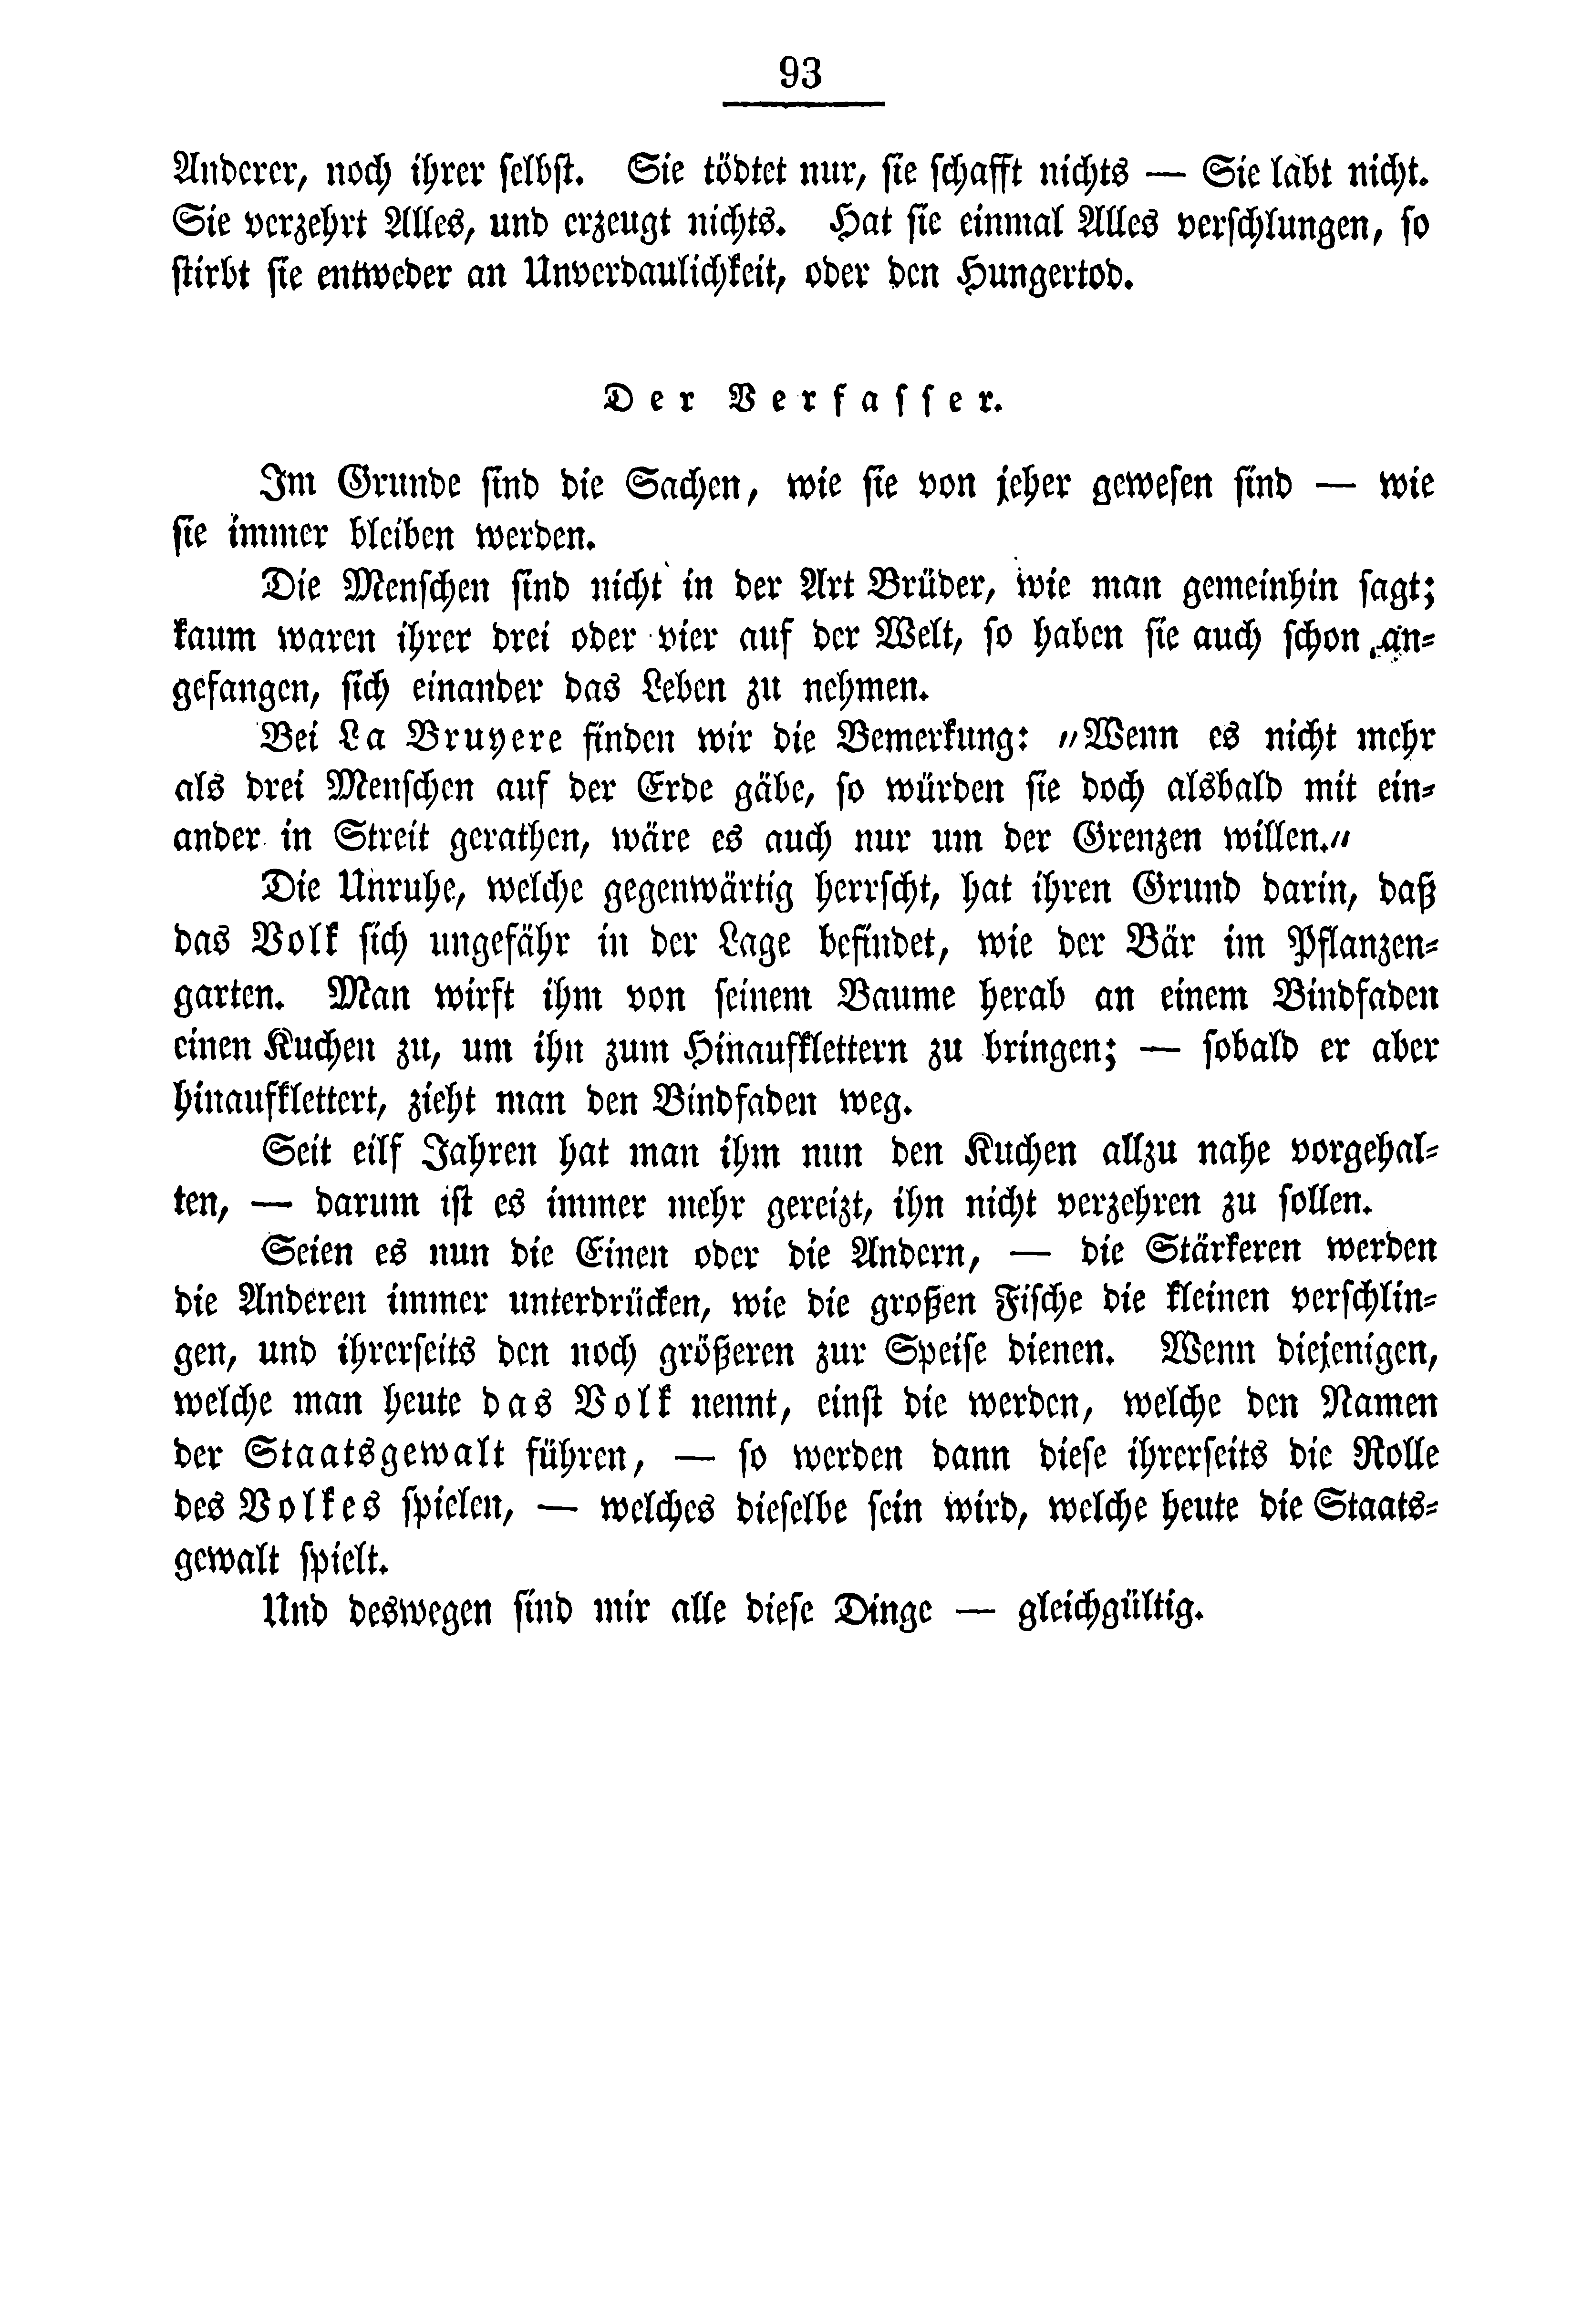 93
Anderer, noch ihrer selbst. Sie tödtet nur, sie schafft nichts — Sie labt nicht.
Sie verzehrt Alles, und erzeugt nichts. Hat sie einmal Alles verschlungen, so
stirbt sie entweder an Unverdaulichkeit, oder den Hungertod.
Der Verfasser.
Im Grunde sind die Sachen, wie sie von jeher gewesen sind — wie
sie immer bleiben werden.
Die Menschen sind nicht in der Art Brüder, wie man gemeinhin sagt;
kaum waren ihrer drei oder vier auf der Welt, so haben sie auch schon an-
gefangen, sich einander das Leben zu nehmen.
Bei La Bruyere finden wir die Bemerkung: „Wenn es nicht mehr
als drei Menschen auf der Erde gäbe, so würden sie doch alsbald mit ein-
ander in Streit gerathen, wäre es auch nur um der Grenzen willen.“
Die Unruhe, welche gegenwärtig herrscht, hat ihren Grund darin, daß
das Volk sich ungefähr in der Lage befindet, wie der Bär im Pflanzen-
garten. Man wirft ihm von seinem Baume herab an einem Bindfaden
einen Kuchen zu, um ihn zum Hinaufklettern zu bringen; — sobald er aber
hinaufklettert, zieht man den Bindfaden weg.
Seit eilf Jahren hat man ihm nun den Kuchen allzu nahe vorgehal-
ten, — darum ist es immer mehr gereizt, ihn nicht verzehren zu sollen.
Seien es nun die Einen oder die Andern, — die Stärkeren werden
die Anderen immer unterdrücken, wie die großen Fische die kleinen verschlin-
gen, und ihrerseits den noch größeren zur Speise dienen. Wenn diejenigen,
welche man heute das Volk nennt, einst die werden, welche den Namen
der Staatsgewalt führen, — so werden dann diese ihrerseits die Rolle
des Volkes spielen, — welches dieselbe sein wird, welche heute die Staats-
gewalt spielt.
Und deswegen sind mir alle diese Dinge — gleichgültig.